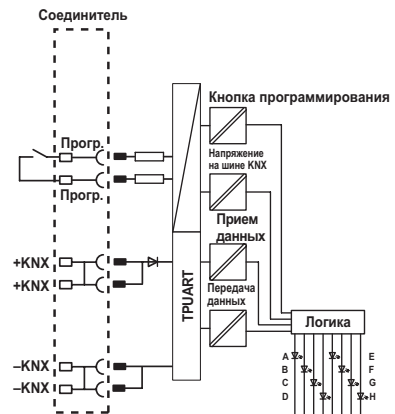 Соединитель
Кнопка программирования
Прогр.
Напряжение
на шине KNX
Прогр.
Прием
данных
+KNX
+KNX
TPUART
Передача
данных
Логика
–KNX
–KNX
A E
B F
C G
D H